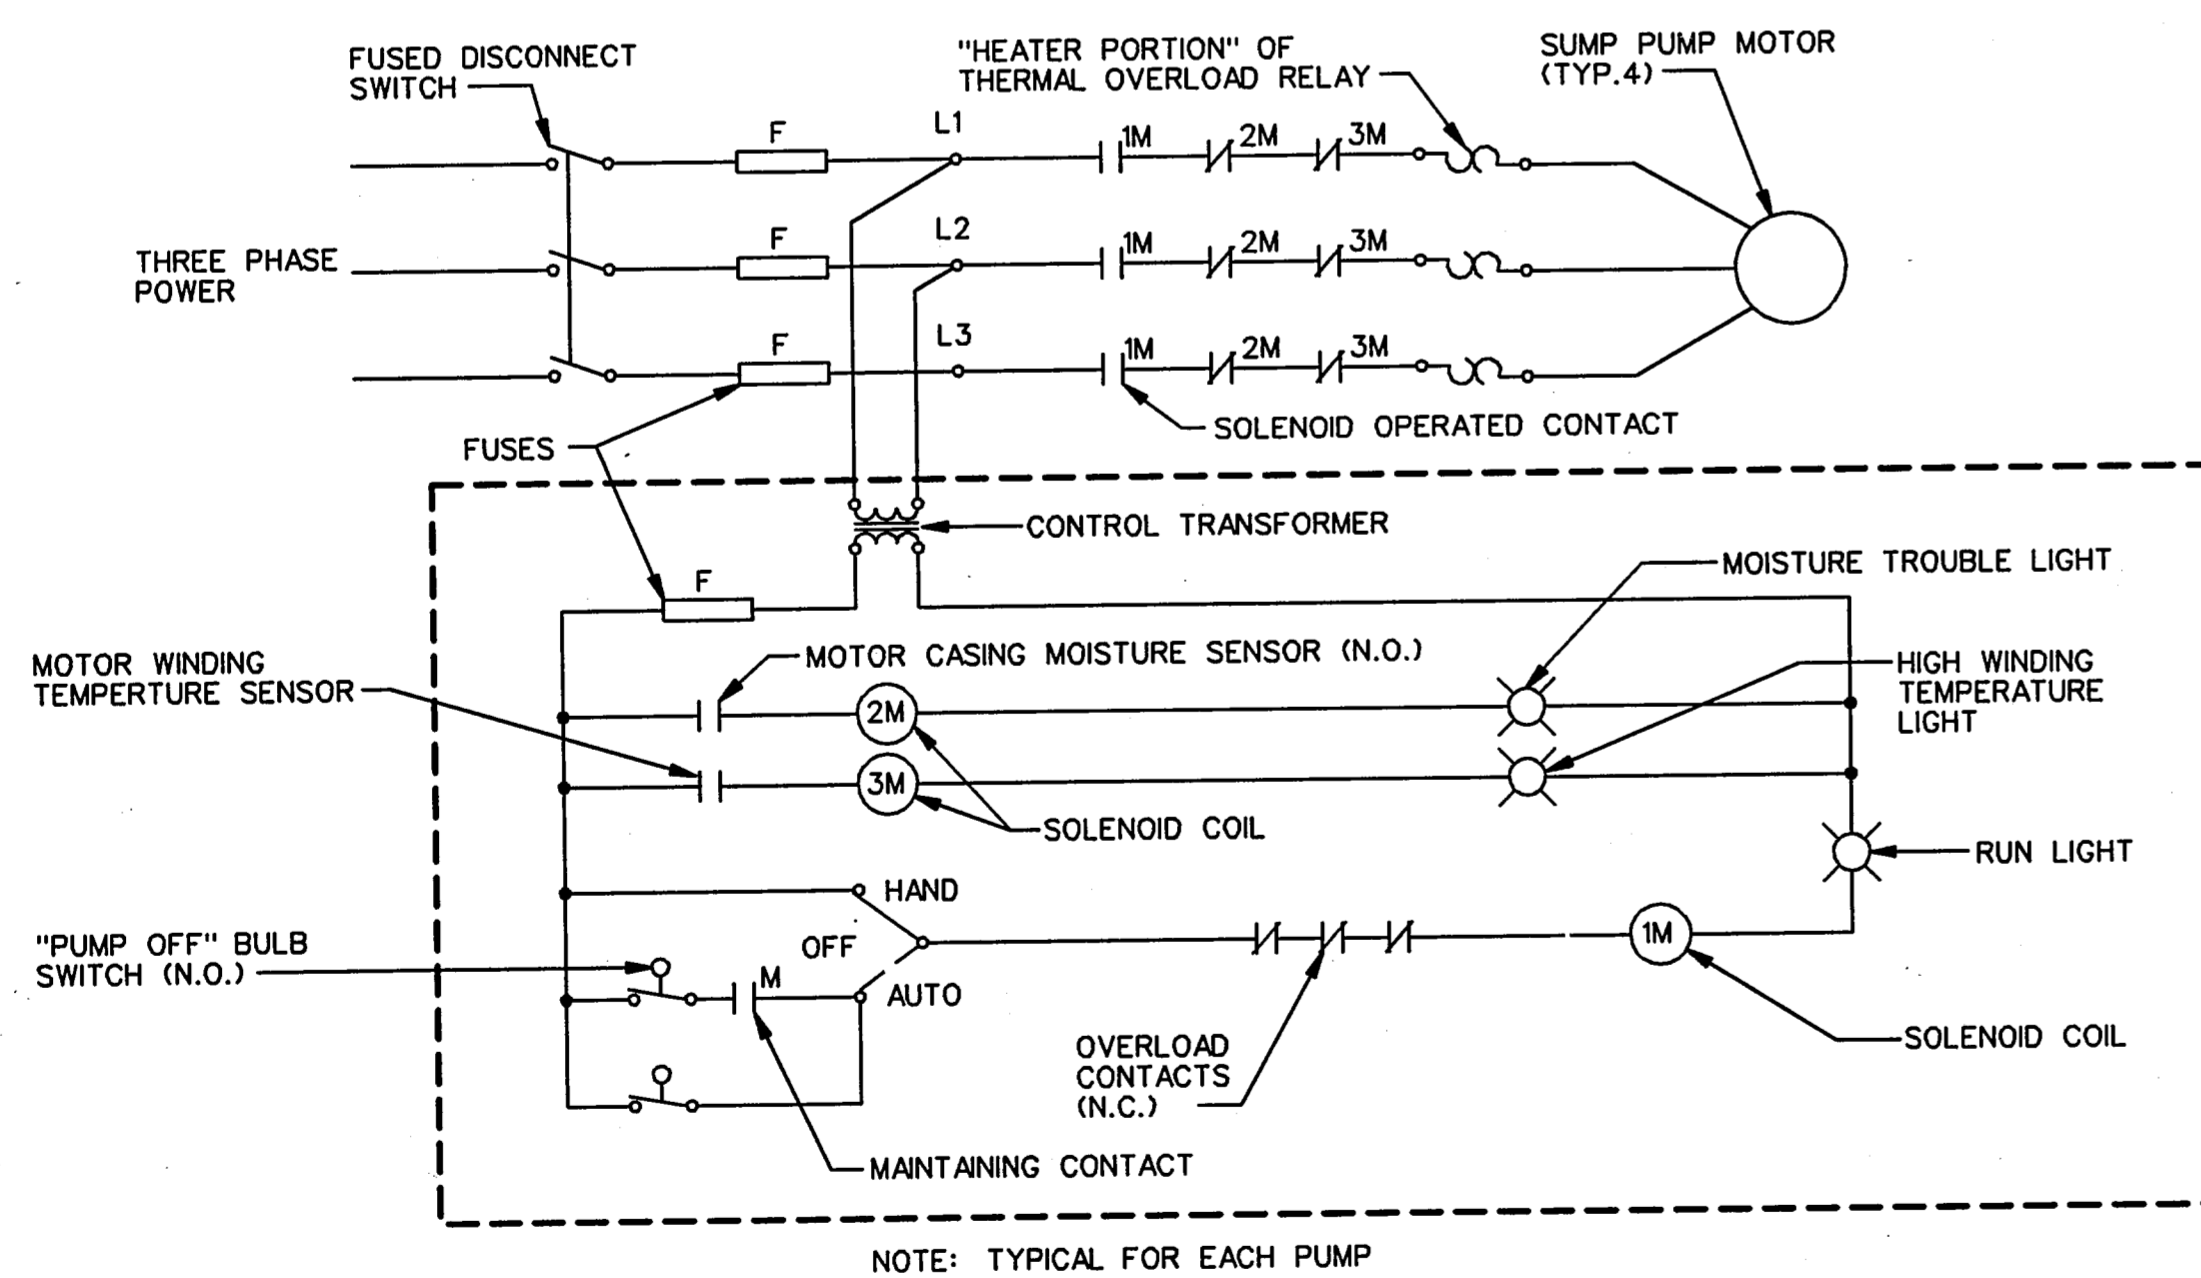 FUSED DISCONNECT
SWITCH
"HEATER PORTION" OF
THERMAL OVERLOAD RELAY
SUMP PUMP MOTOR
(TYP.4)
F
L1
1M
2M
3M
THREE PHASE
POWER
F
L2
1M
2M
3M
F
L3
1M
2M
3M
SOLENOID OPERATED CONTACT
FUSES
CONTROL TRANSFORMER
MOISTURE TROUBLE LIGHT
F
MOTOR CASING MOISTURE SENSOR (N.O.)
MOTOR WINDING
TEMPERTURE SENSOR
HIGH WINDING
TEMPERATURE
LIGHT
2M
3M
SOLENOID COIL
RUN LIGHT
HAND
OFF
AUTO
"PUMP OFF" BULB
SWITCH (N.O.)
M
1M
OVERLOAD
CONTACTS
(N.C.)
SOLENOID COIL
MAINTAINING CONTACT
NOTE: TYPICAL FOR EACH PUMP